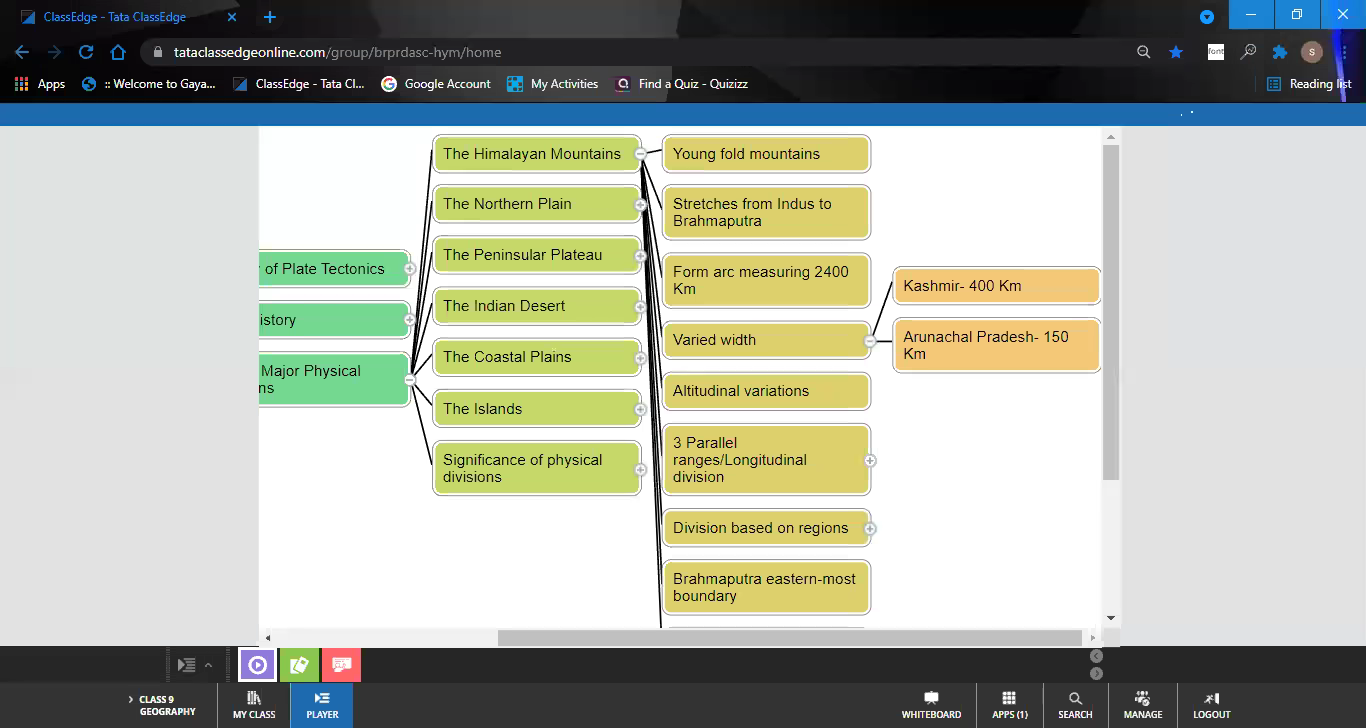 ClassEdge - Tata ClassEdge
tataclassedgeonline.com/group/brprdasc-hym/home
font
S
Apps
:: Welcome to Gaya...
ClassEdge - Tata Cl...
Google Account
My Activities
Find a Quiz - Quizizz
Reading list
of Plate Tectonics
istory
Major Physical
ns
The Himalayan Mountains
The Northern Plain
The Peninsular Plateau
The Indian Desert
The Coastal Plains
The Islands
Significance of physical
divisions
Young fold mountains
Stretches from Indus to
Brahmaputra
Form arc measuring 2400
Km
Varied width
Altitudinal variations
3 Parallel
ranges/Longitudinal
division
Division based on regions
Brahmaputra eastern-most
boundary
Kashmir- 400 Km
Arunachal Pradesh- 150
Km
CLASS 9
GEOGRAPHY
MY CLASS
PLAYER
WHITEBOARD
APPS (1)
SEARCH
MANAGE
LOGOUT